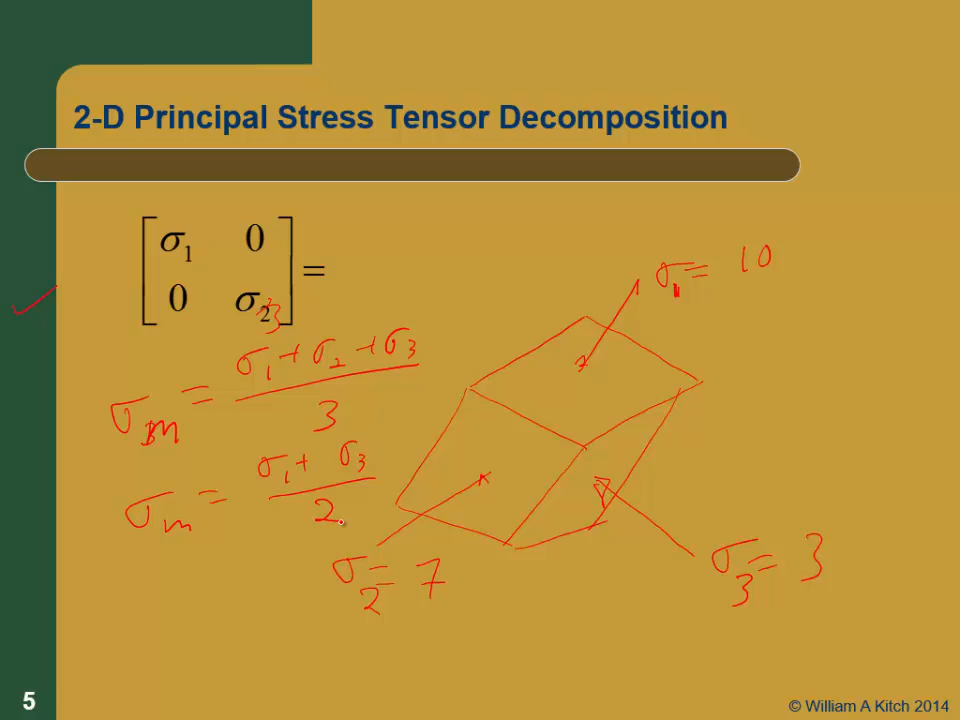 2-D Principal Stress Tensor Decomposition
σ₁ 0
0 σ₂ =
3
σ₁ = 10
σm = σ₁ + σ₂ + σ₃ / 3
σm = σ₁ + σ₃ / 2
σ₂ = 7
σ₃ = 3
5
© William A Kitch 2014